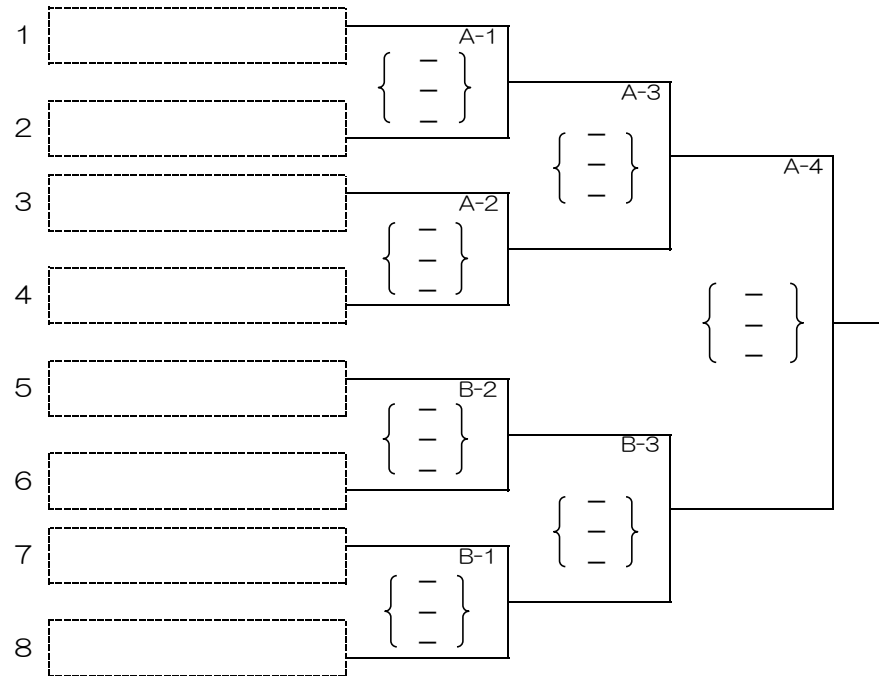 1
A-1
{ － － － }
2
A-3
{ － － － }
3
A-2
{ － － － }
4
A-4
{ － － － }
5
B-2
{ － － － }
6
B-3
{ － － － }
7
B-1
{ － － － }
8